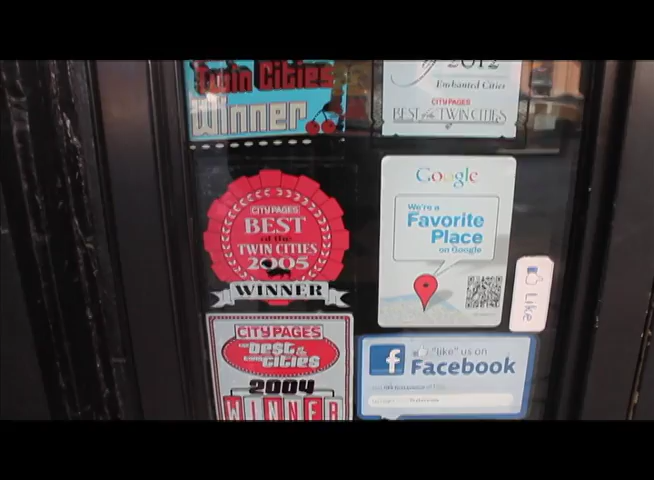 Twin Cities
Winner
of 2012
Enchanted Cities
CITY PAGES
BEST of the TWIN CITIES
CITY PAGES
BEST
of the
TWIN CITIES
2005
WINNER
Google
We're a
Favorite
Place
on Google
Like
CITY PAGES
best
cities
2004
WINNER
f
"like" us on
Facebook